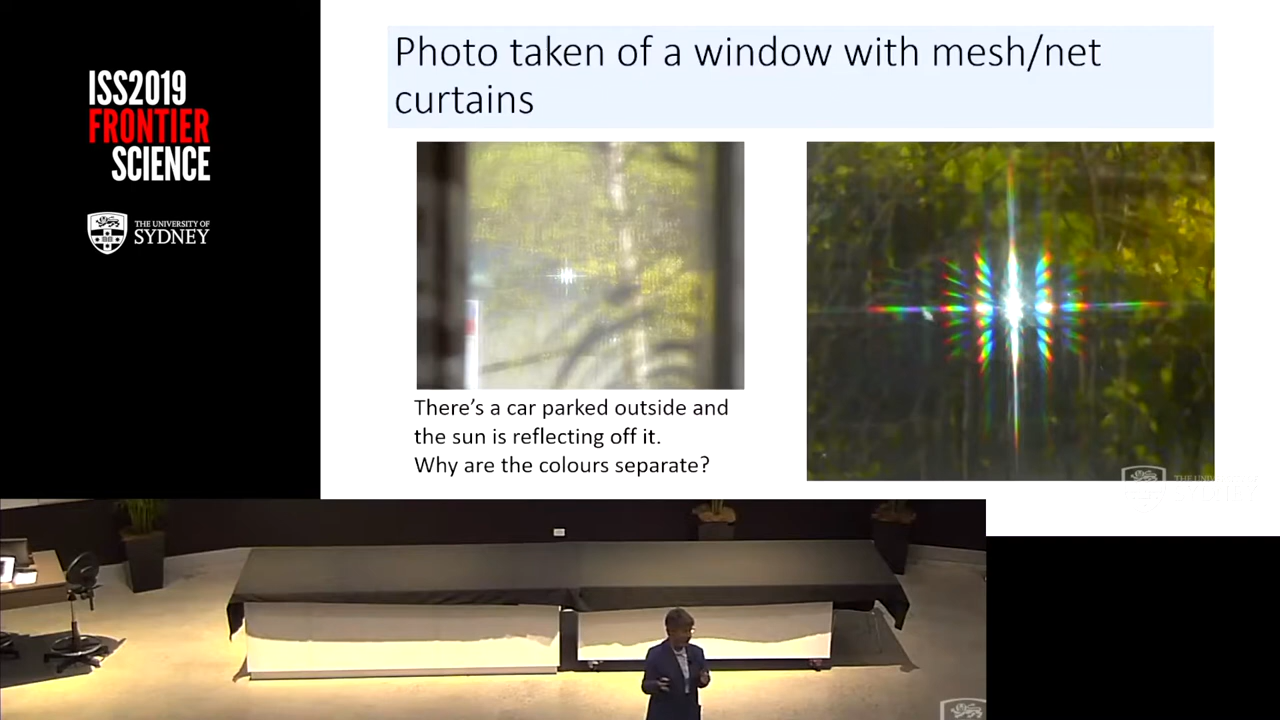 ISS2019
FRONTIER
SCIENCE
THE UNIVERSITY OF
SYDNEY
Photo taken of a window with mesh/net
curtains
There's a car parked outside and
the sun is reflecting off it.
Why are the colours separate?